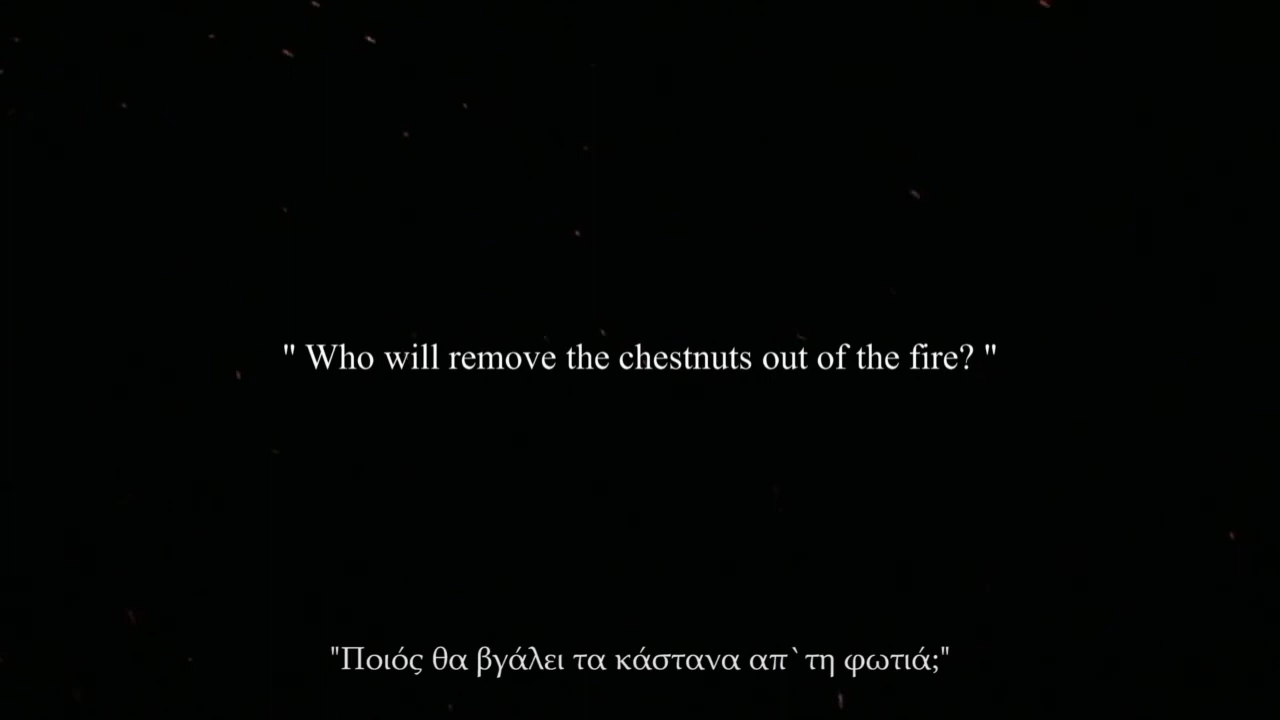 " Who will remove the chestnuts out of the fire? "
"Ποιός θα βγάλει τα κάστανα απ`τη φωτιά;"